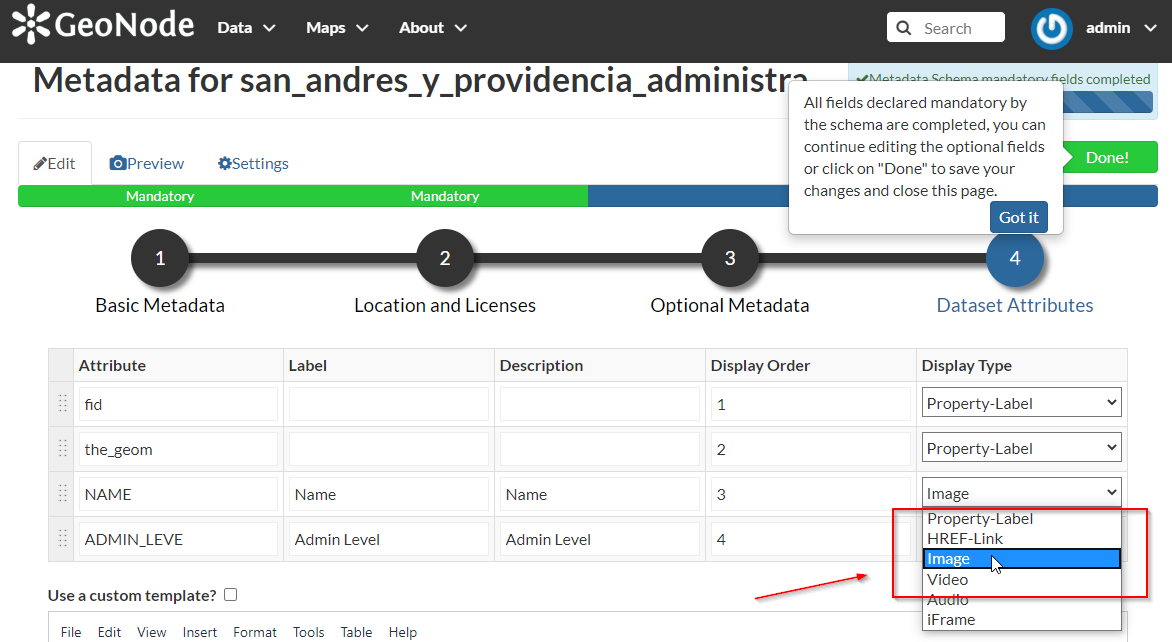 GeoNode Data Maps About Search admin
Metadata for san_andres_y_providencia_administra
Metadata Schema mandatory fields completed
All fields declared mandatory by
the schema are completed, you can
continue editing the optional fields
or click on "Done" to save your
changes and close this page.
Got it
Done!
Edit Preview Settings
Mandatory Mandatory
1 2 3 4
Basic Metadata Location and Licenses Optional Metadata Dataset Attributes
Attribute Label Description Display Order Display Type
fid 1 Property-Label
the_geom 2 Property-Label
NAME Name Name 3 Image
ADMIN_LEVE Admin Level Admin Level 4
Property-Label
HREF-Link
Image
Video
Audio
iFrame
Use a custom template?
File Edit View Insert Format Tools Table Help